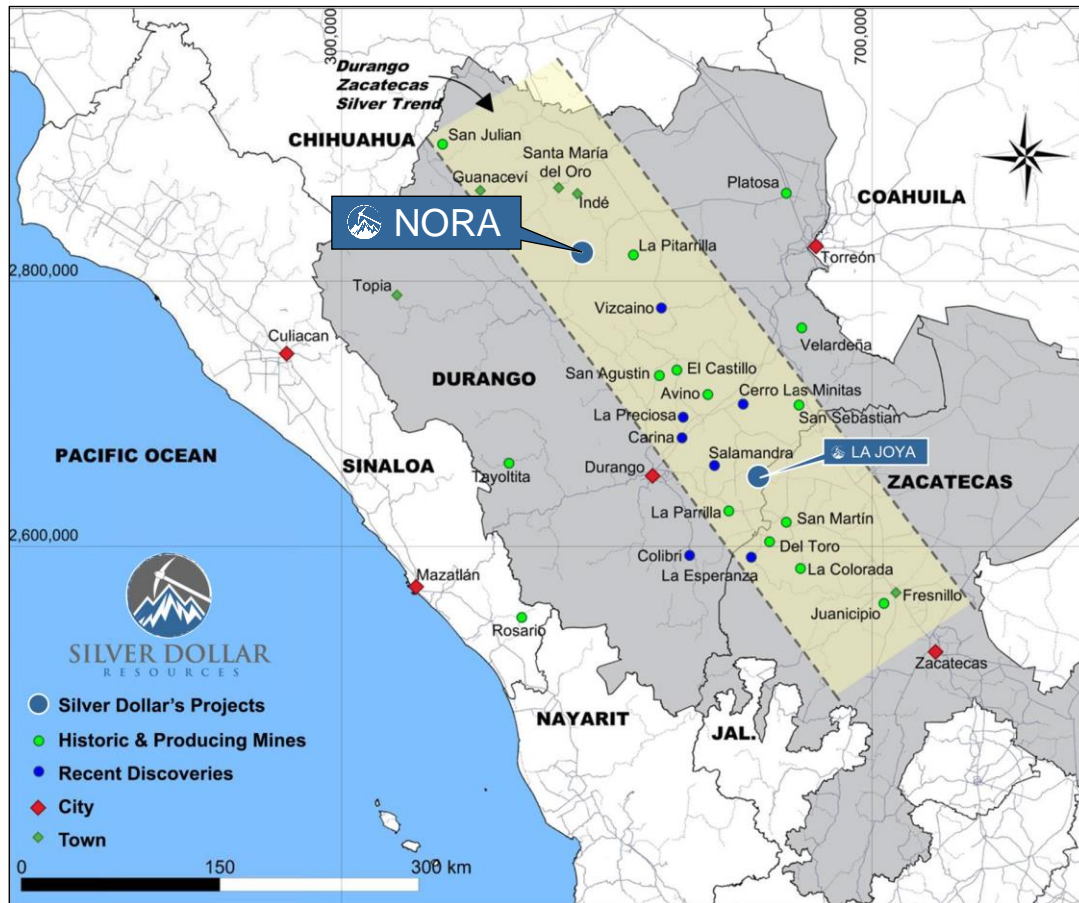 300,000
700,000
Durango
Zacatecas
Silver Trend
CHIHUAHUA
San Julian
Santa María
del Oro
Guanaceví
Indé
Platosa
COAHUILA
N
NORA
La Pitarrilla
Torreón
2,800,000
Topia
Vizcaino
Culiacan
Velardeña
DURANGO
San Agustin
El Castillo
Avino
Cerro Las Minitas
La Preciosa
San Sebastian
Carina
PACIFIC OCEAN
SINALOA
Salamandra
LA JOYA
Durango
Tayoltita
ZACATECAS
La Parrilla
San Martín
2,600,000
Del Toro
Colibrí
La Esperanza
La Colorada
Mazatlán
Fresnillo
Juanicipio
Rosario
SILVER DOLLAR
RESOURCES
Zacatecas
Silver Dollar's Projects
NAYARIT
JAL.
Historic & Producing Mines
Recent Discoveries
City
Town
0
150
300 km